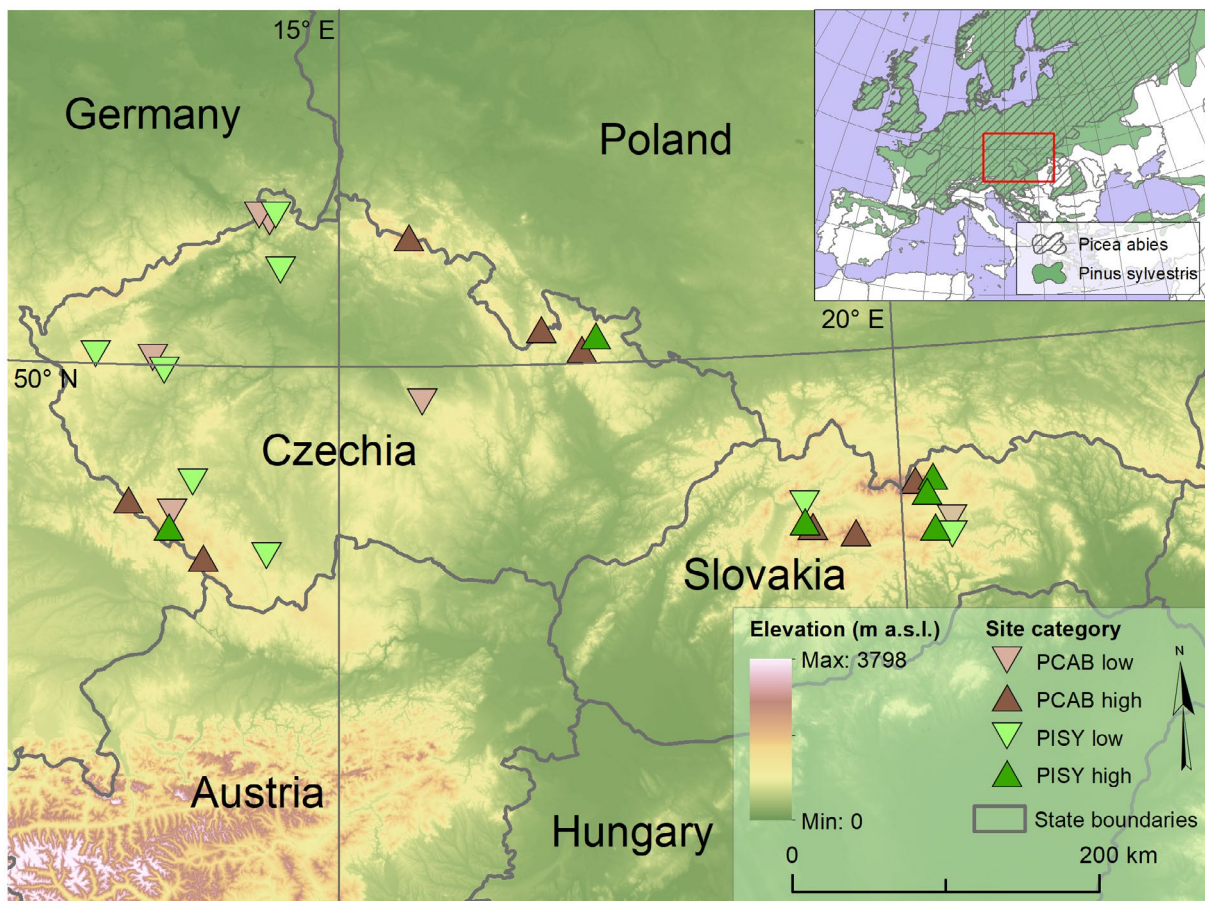 15° E
Germany
Poland
Picea abies
Pinus sylvestris
20° E
50° N
Czechia
Slovakia
Elevation (m a.s.l.)
Max: 3798
Min: 0
Site category
PCAB low
PCAB high
PISY low
PISY high
State boundaries
N
Austria
Hungary
0
200 km